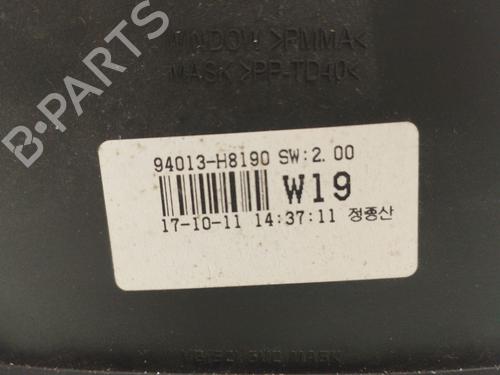 WINDOW >PMMA<
MASK >PP-TD40<
94013-H8190 SW:2.00
W19
17-10-11 14:37:11 정종산
B-PARTS